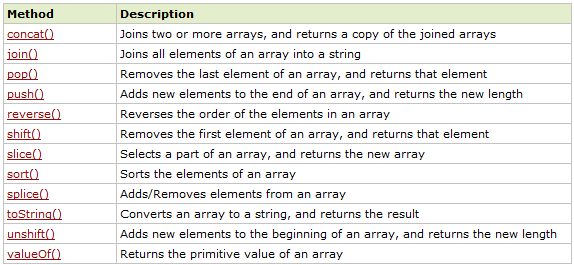 Method Description
concat() Joins two or more arrays, and returns a copy of the joined arrays
join() Joins all elements of an array into a string
pop() Removes the last element of an array, and returns that element
push() Adds new elements to the end of an array, and returns the new length
reverse() Reverses the order of the elements in an array
shift() Removes the first element of an array, and returns that element
slice() Selects a part of an array, and returns the new array
sort() Sorts the elements of an array
splice() Adds/Removes elements from an array
toString() Converts an array to a string, and returns the result
unshift() Adds new elements to the beginning of an array, and returns the new length
valueOf() Returns the primitive value of an array